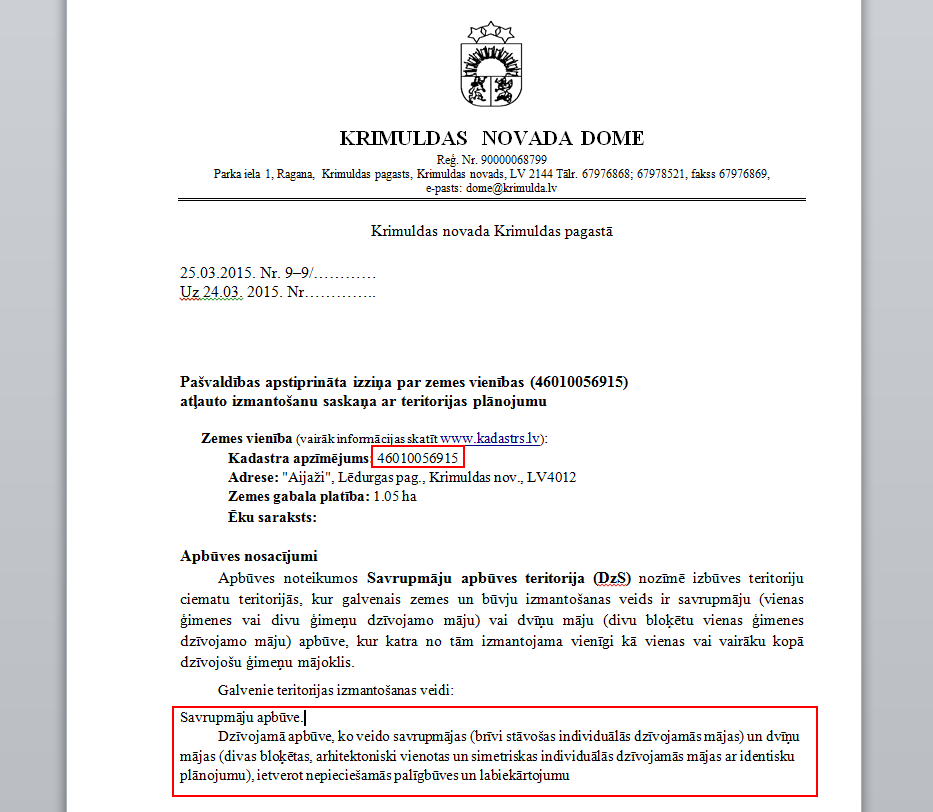 KRIMULDAS NOVADA DOME
Reģ. Nr. 90000068799
Parka iela 1, Ragana, Krimuldas pagasts, Krimuldas novads, LV 2144 Tālr. 67976868; 67978521, fakss 67976869,
e-pasts: dome@krimulda.lv
Krimuldas novada Krimuldas pagastā
25.03.2015. Nr. 9–9/…………
Uz 24.03. 2015. Nr…………..
Pašvaldības apstiprināta izziņa par zemes vienības (46010056915)
atļauto izmantošanu saskaņa ar teritorijas plānojumu
Zemes vienība (vairāk informācijas skatīt www.kadastrs.lv):
Kadastra apzīmējums: 46010056915
Adrese: "Aijaži", Lēdurgas pag., Krimuldas nov., LV4012
Zemes gabala platība: 1.05 ha
Ēku saraksts:
Apbūves nosacījumi
Apbūves noteikumos Savrupmāju apbūves teritorija (DzS) nozīmē izbūves teritoriju
ciematu teritorijās, kur galvenais zemes un būvju izmantošanas veids ir savrupmāju (vienas
ģimenes vai divu ģimeņu dzīvojamo māju) vai dvīņu māju (divu bloķētu vienas ģimenes
dzīvojamo māju) apbūve, kur katra no tām izmantojama vienīgi kā vienas vai vairāku kopā
dzīvojošu ģimeņu mājoklis.
Galvenie teritorijas izmantošanas veidi:
Savrupmāju apbūve.
Dzīvojamā apbūve, ko veido savrupmājas (brīvi stāvošas individuālās dzīvojamās mājas) un dvīņu
mājas (divas bloķētas, arhitektoniski vienotas un simetriskas individuālās dzīvojamās mājas ar identisku
plānojumu), ietverot nepieciešamās palīgbūves un labiekārtojumu